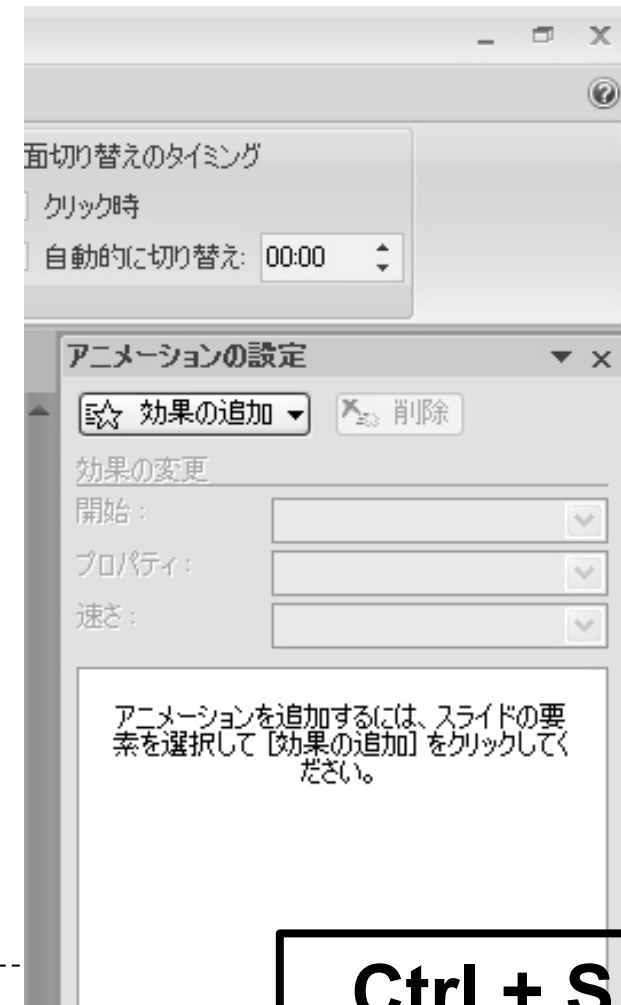 面切り替えのタイミング
クリック時
自動的に切り替え: 00:00
アニメーションの設定
効果の追加 削除
効果の変更
開始:
プロパティ:
速さ:
アニメーションを追加するには、スライドの要
素を選択して [効果の追加] をクリックしてく
ださい。
Ctrl + S